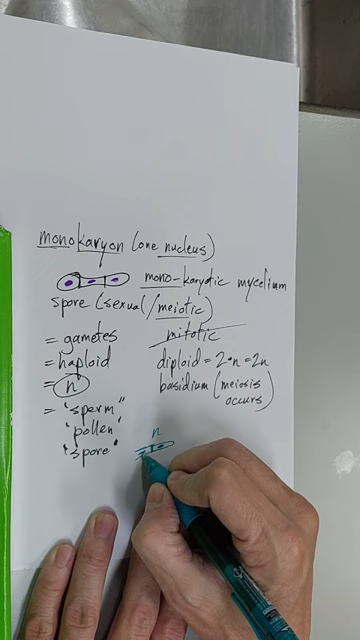 monokaryon (one nucleus)
mono-karyotic mycelium
spore (sexual/meiotic)
mitotic
= gametes
= haploid
= n
= "sperm"
"pollen"
"spore"
diploid = 2•n = 2n
basidium (meiosis
occurs)
n